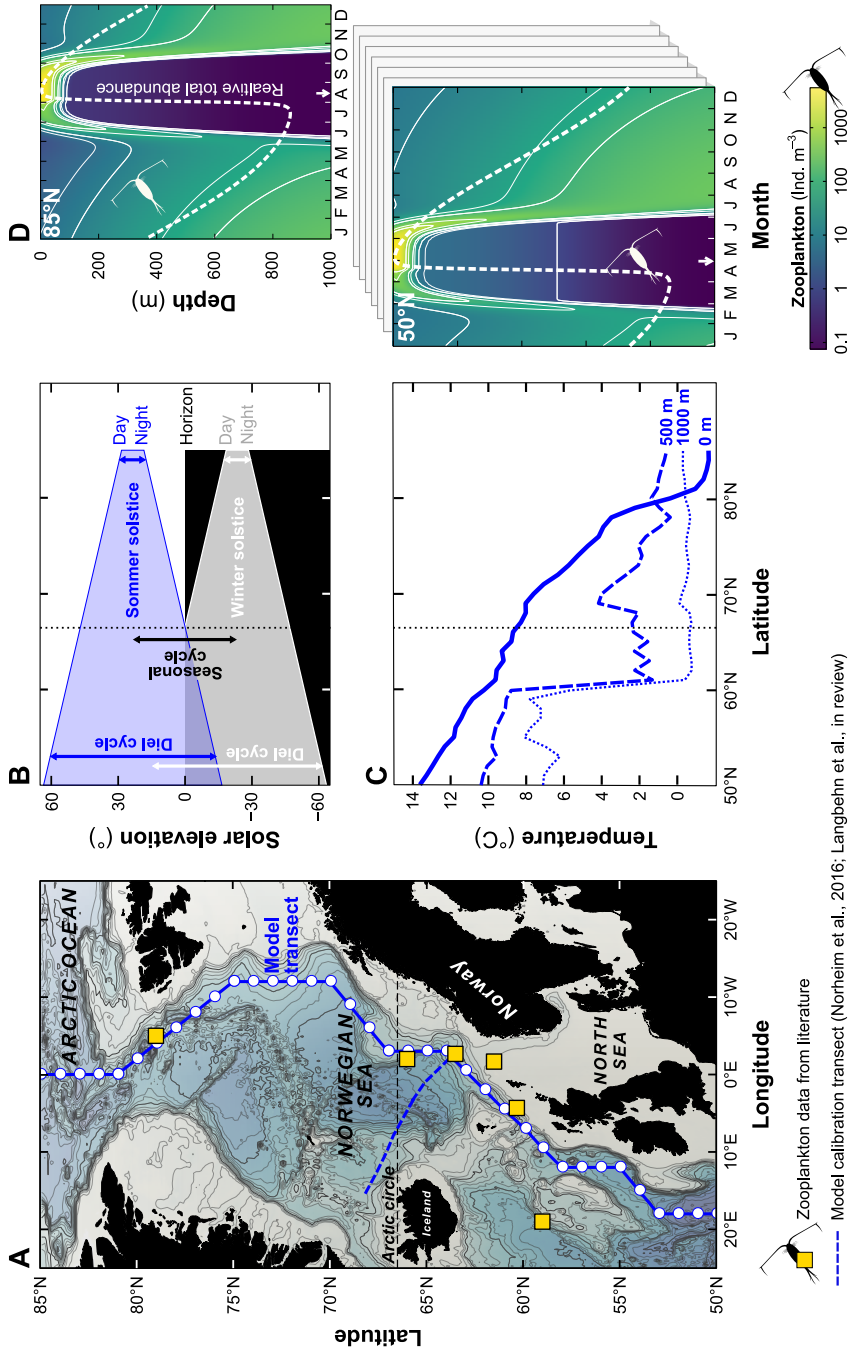 A
85°N
80°N
75°N
70°N
65°N
60°N
55°N
50°N
Latitude
20°E
10°E
0°E
10°W
20°W
Longitude
ARCTIC OCEAN
Model
transect
NORWEGIAN
SEA
Arctic circle
Iceland
Norway
NORTH
SEA
Zooplankton data from literature
Model calibration transect (Norheim et al., 2016; Langbehn et al., in review)
B
60
30
0
−30
−60
Solar elevation (°)
Diel cycle
Diel cycle
Seasonal
cycle
Sommer solstice
Winter solstice
Day
Night
Horizon
Day
Night
C
14
12
10
8
6
4
2
0
Temperature (°C)
500 m
1000 m
0 m
50°N
60°N
70°N
80°N
Latitude
D
85°N
0
200
400
600
800
1000
Depth (m)
Realtive total abundance
J F M A M J J A S O N D
50°N
J F M A M J J A S O N D
Month
Zooplankton (Ind. m−3)
0.1
1
10
100
1000